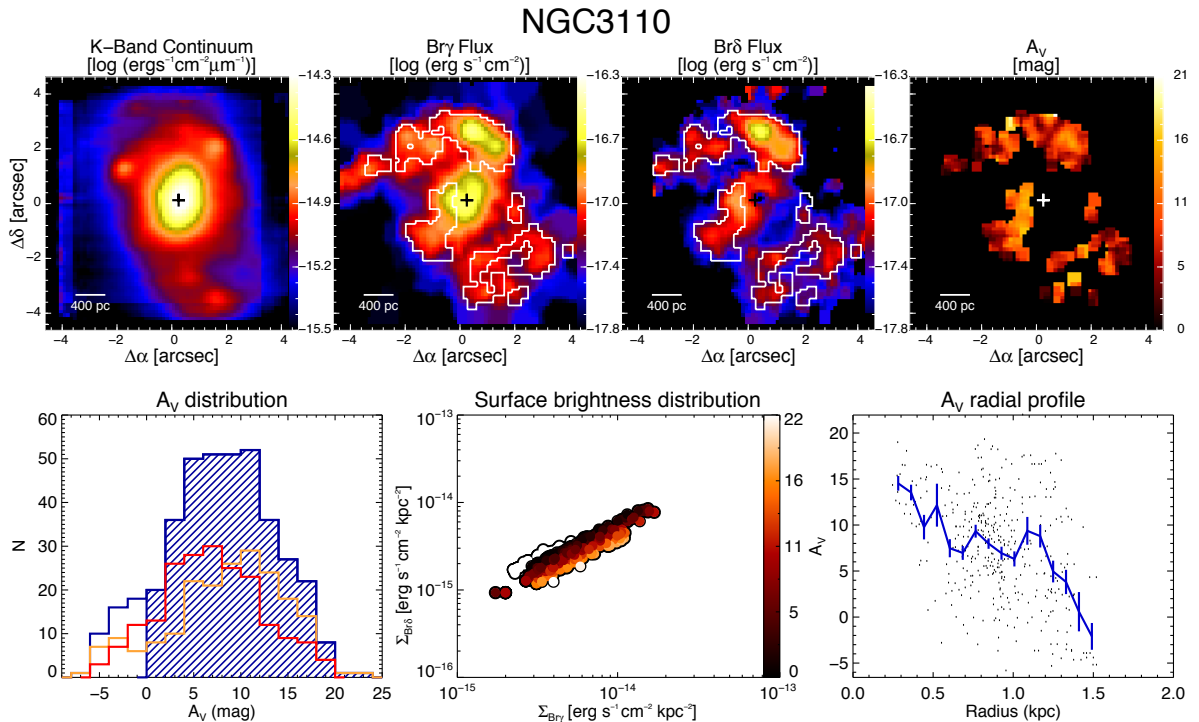 NGC3110
K−Band Continuum
[log (ergs⁻¹cm⁻²μm⁻¹)]
Brγ Flux
[log (erg s⁻¹cm⁻²)]
Brδ Flux
[log (erg s⁻¹cm⁻²)]
A_V
[mag]
4
2
0
−2
−4
Δδ [arcsec]
400 pc
−4 −2 0 2 4
Δα [arcsec]
−14.3
−14.6
−14.9
−15.2
−15.5
400 pc
−4 −2 0 2 4
Δα [arcsec]
−16.3
−16.7
−17.0
−17.4
−17.8
400 pc
−4 −2 0 2 4
Δα [arcsec]
−16.3
−16.7
−17.0
−17.4
−17.8
400 pc
−4 −2 0 2 4
Δα [arcsec]
21
16
11
5
0
A_V distribution
60
50
40
30
20
10
0
N
−5 0 5 10 15 20 25
A_V (mag)
Surface brightness distribution
10⁻¹³
10⁻¹⁴
10⁻¹⁵
10⁻¹⁶
Σ_Brδ [erg s⁻¹ cm⁻² kpc⁻²]
10⁻¹⁵ 10⁻¹⁴ 10⁻¹³
Σ_Brγ [erg s⁻¹ cm⁻² kpc⁻²]
22
16
11
5
0
A_V radial profile
20
15
10
5
0
−5
A_V
0.0 0.5 1.0 1.5 2.0
Radius (kpc)